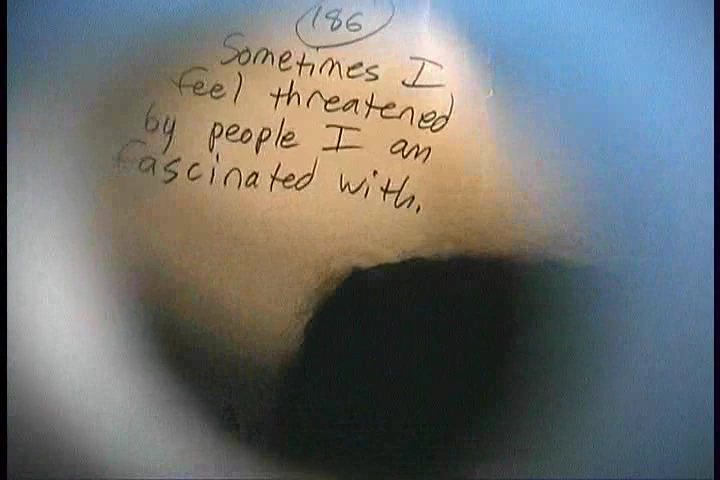 186
Sometimes I
feel threatened
by people I am
fascinated with.